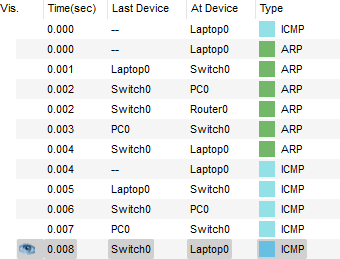 Vis. Time(sec) Last Device At Device Type
0.000 -- Laptop0 ICMP
0.000 -- Laptop0 ARP
0.001 Laptop0 Switch0 ARP
0.002 Switch0 PC0 ARP
0.002 Switch0 Router0 ARP
0.003 PC0 Switch0 ARP
0.004 Switch0 Laptop0 ARP
0.004 -- Laptop0 ICMP
0.005 Laptop0 Switch0 ICMP
0.006 Switch0 PC0 ICMP
0.007 PC0 Switch0 ICMP
0.008 Switch0 Laptop0 ICMP